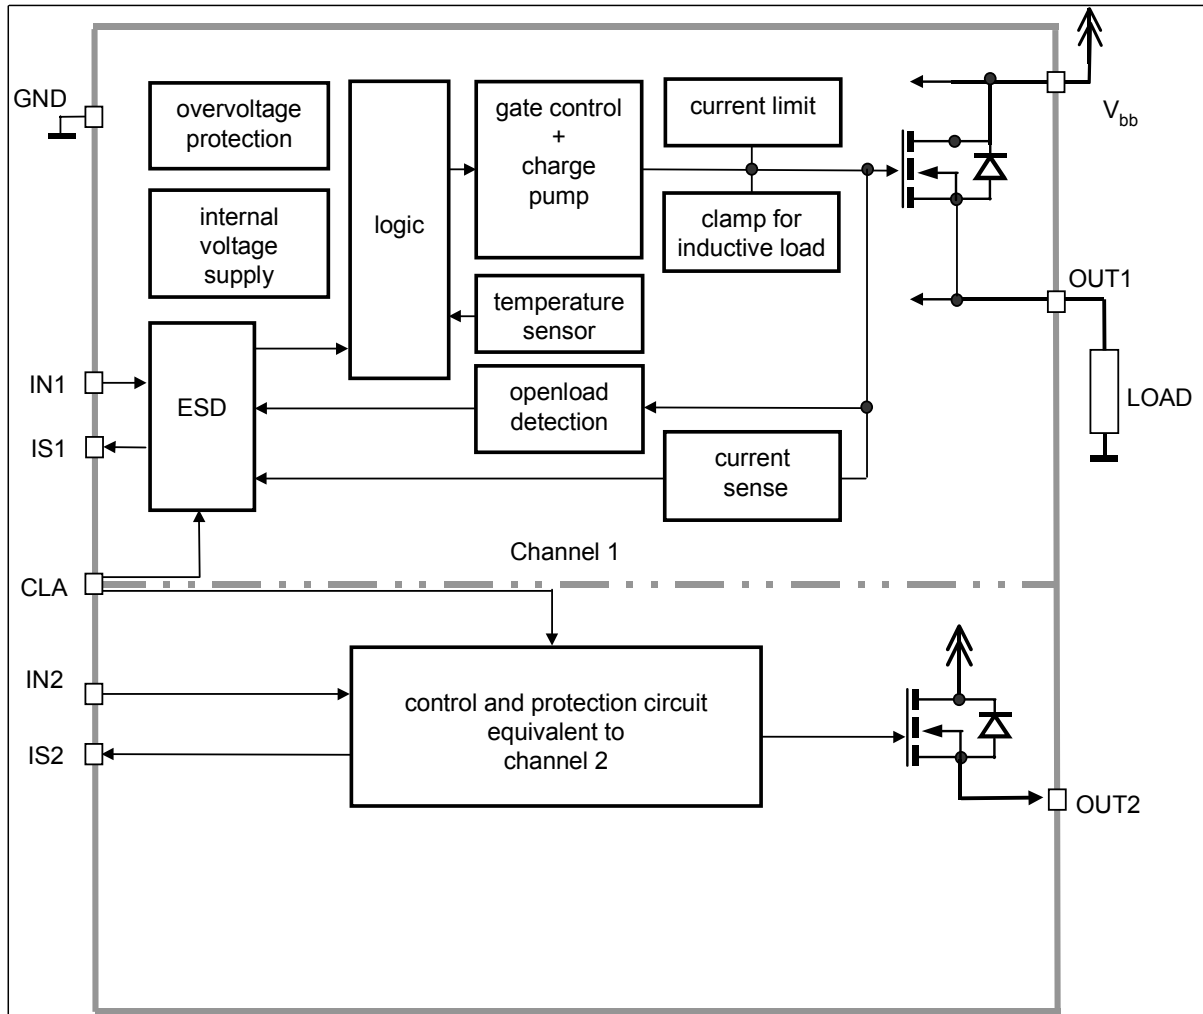 GND
overvoltage
protection
internal
voltage
supply
logic
gate control
+
charge
pump
current limit
clamp for
inductive load
temperature
sensor
openload
detection
current
sense
ESD
IN1
IS1
CLA
Vbb
OUT1
LOAD
Channel 1
IN2
IS2
control and protection circuit
equivalent to
channel 2
OUT2